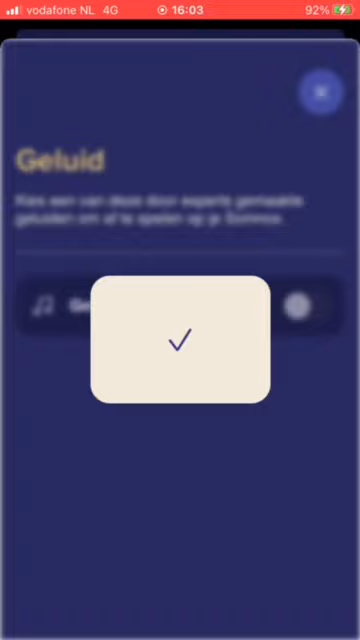 vodafone NL 4G 16:03 92%
Geluid
Kies een van deze door experts gemaakte
geluiden om af te spelen op je Somnox.